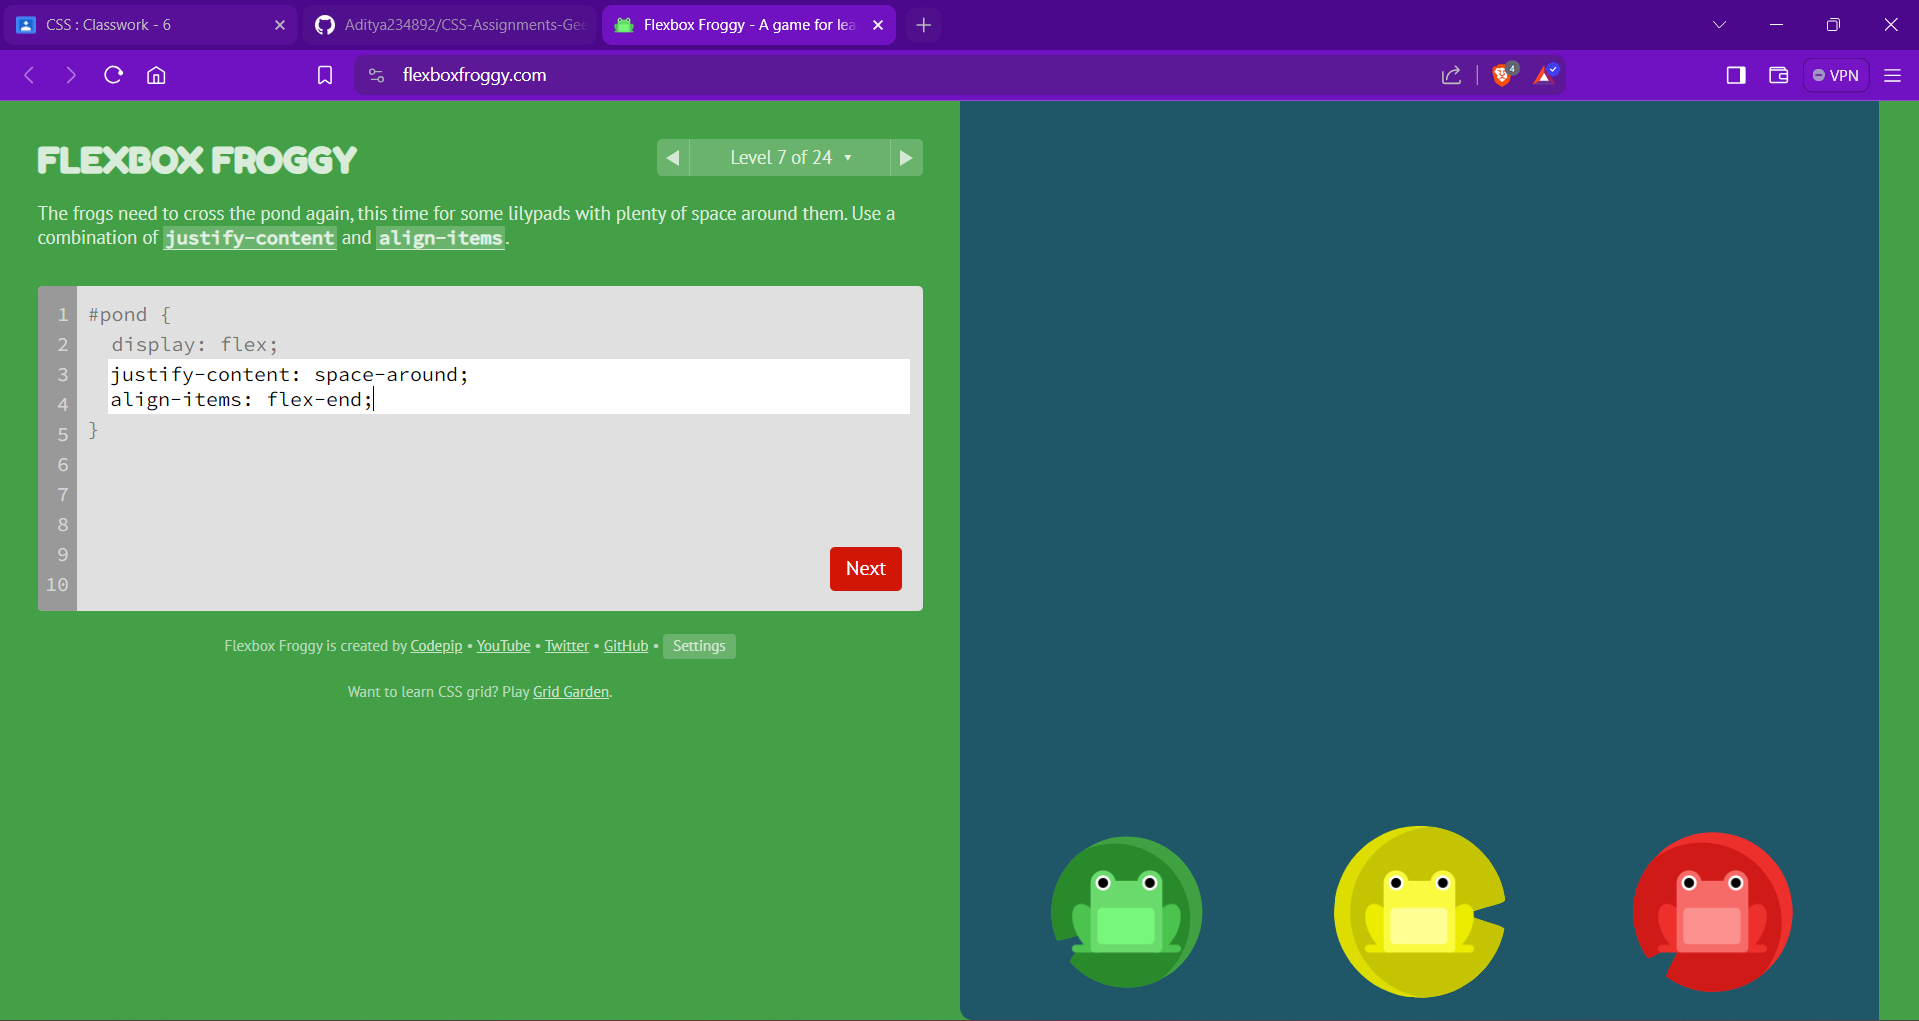 CSS : Classwork - 6
Aditya234892/CSS-Assignments-Gee
Flexbox Froggy - A game for lea
flexboxfroggy.com
4
VPN
FLEXBOX FROGGY
Level 7 of 24
The frogs need to cross the pond again, this time for some lilypads with plenty of space around them. Use a
combination of justify-content and align-items.
1 #pond {
2 display: flex;
3 justify-content: space-around;
4 align-items: flex-end;
5 }
6
7
8
9
10
Next
Flexbox Froggy is created by Codepip • YouTube • Twitter • GitHub • Settings
Want to learn CSS grid? Play Grid Garden.